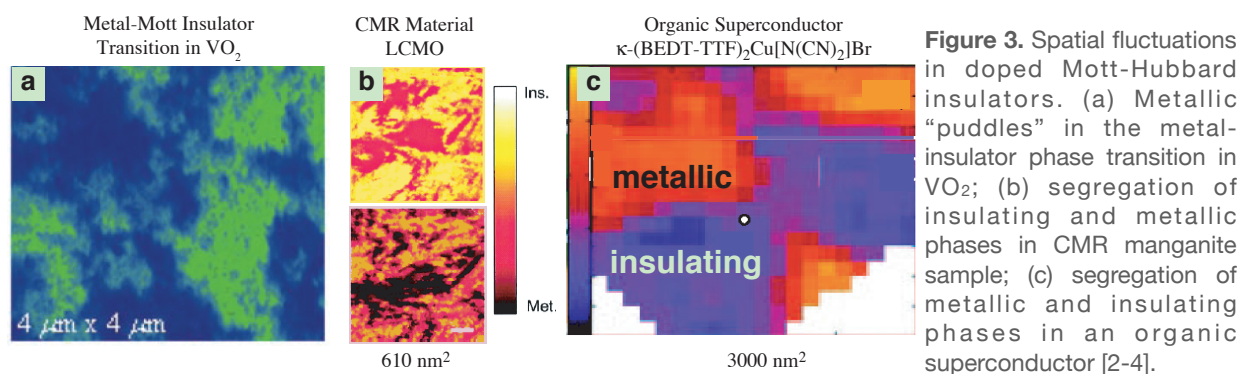 Metal-Mott Insulator
Transition in VO₂
a
4 μm x 4 μm
CMR Material
LCMO
b
Ins.
Met.
610 nm²
Organic Superconductor
κ-(BEDT-TTF)₂Cu[N(CN)₂]Br
c
metallic
insulating
3000 nm²
Figure 3. Spatial fluctuations
in doped Mott-Hubbard
insulators. (a) Metallic
“puddles” in the metal-
insulator phase transition in
VO₂; (b) segregation of
insulating and metallic
phases in CMR manganite
sample; (c) segregation of
metallic and insulating
phases in an organic
superconductor [2-4].